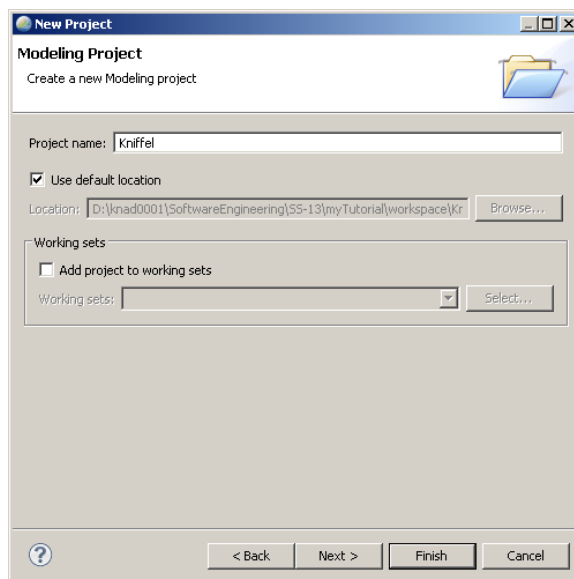 New Project
Modeling Project
Create a new Modeling project
Project name: Kniffel
Use default location
Location: D:\knad0001\SoftwareEngineering\SS-13\myTutorial\workspace\Kr Browse...
Working sets
Add project to working sets
Working sets: Select...
? < Back Next > Finish Cancel